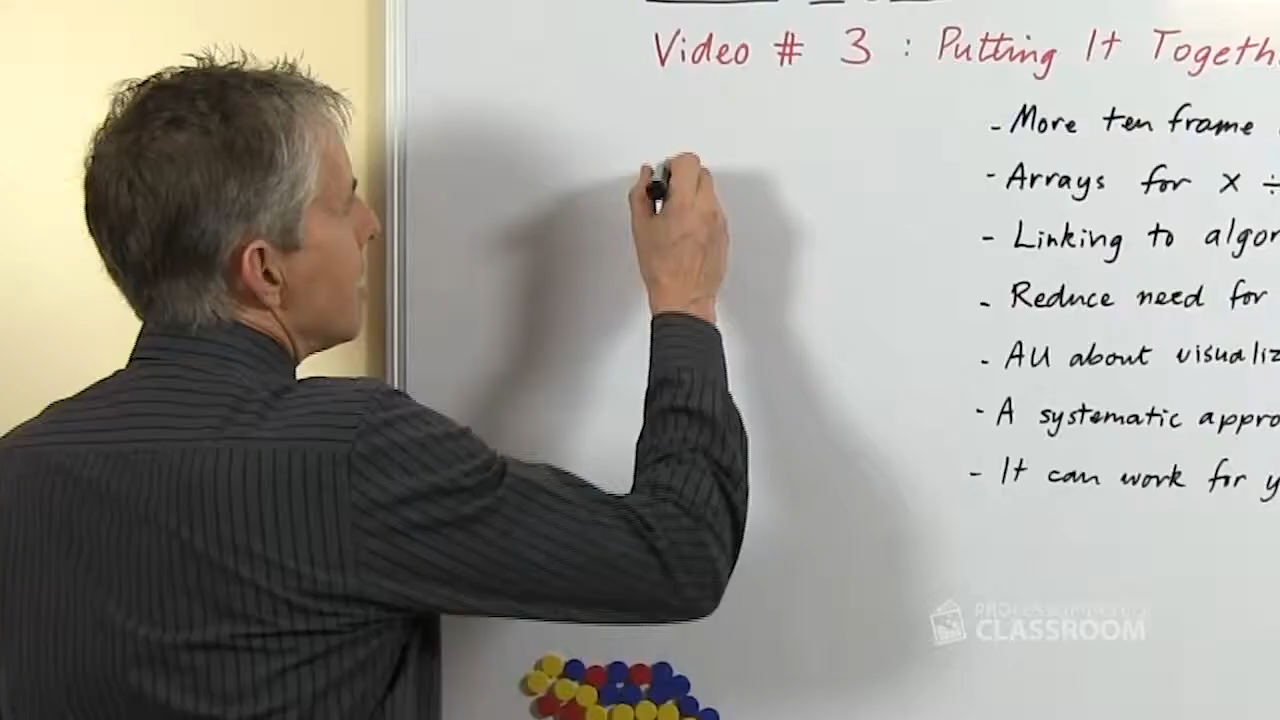 Video # 3 : Putting It Togeth
- More ten frame
- Arrays for x ÷
- Linking to algor
- Reduce need for
- All about visualiz
- A systematic appro
- It can work for y
CLASSROOM